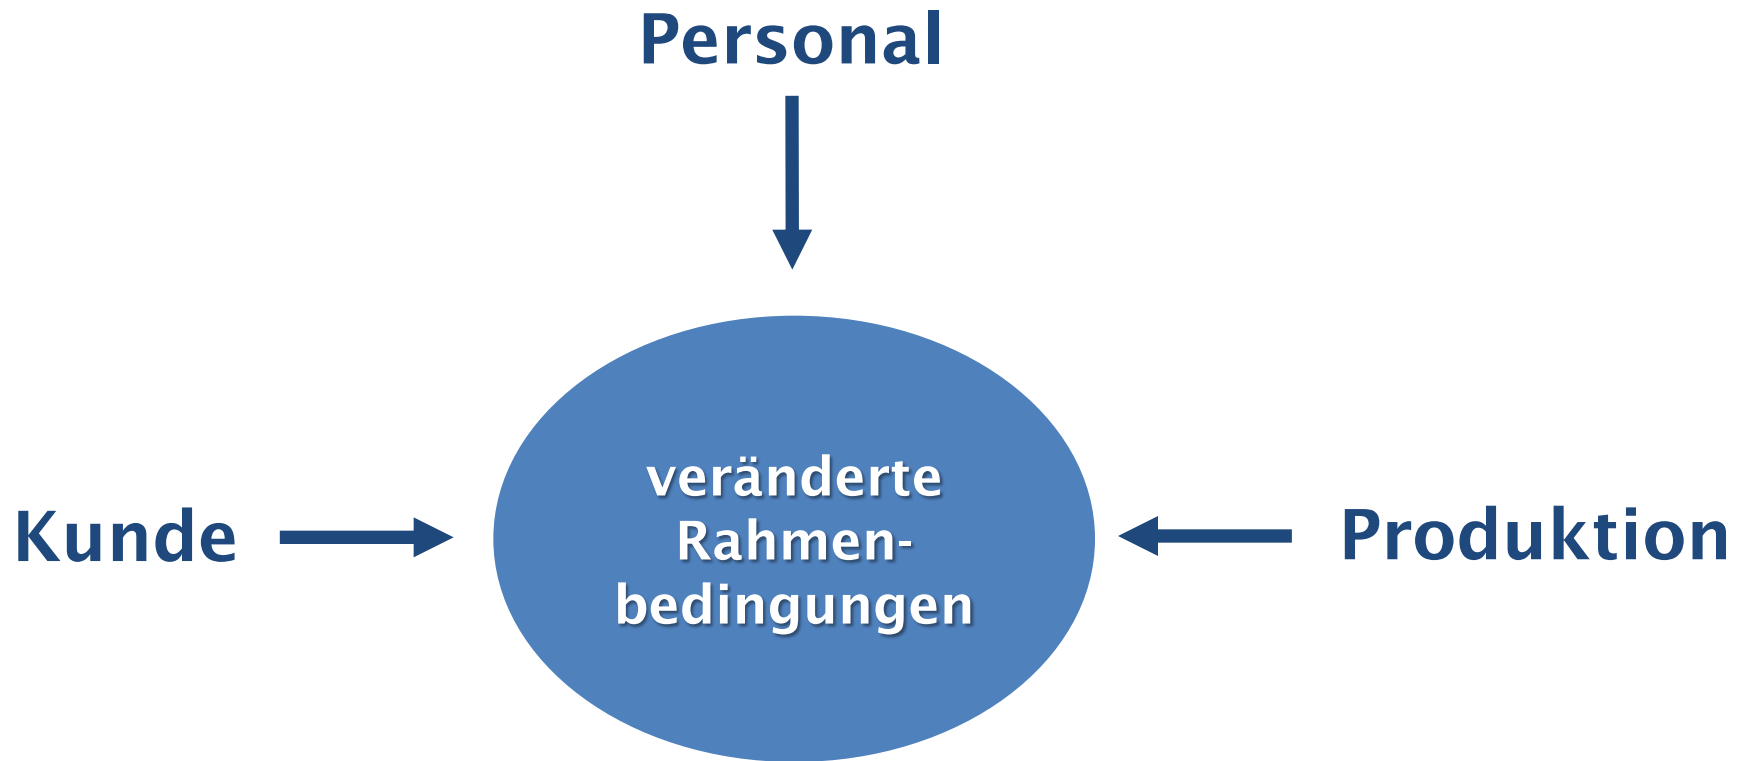 Personal
veränderte
Rahmen-
bedingungen
Kunde
Produktion